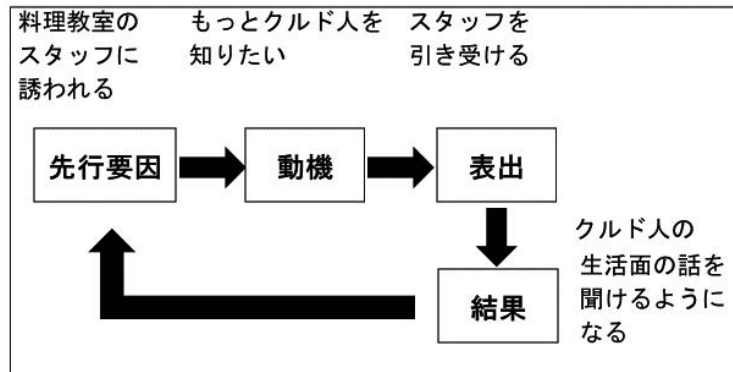 料理教室の
スタッフに
誘われる
もっとクルド人を
知りたい
スタッフを
引き受ける
先行要因
動機
表出
クルド人の
生活面の話を
聞けるように
なる
結果